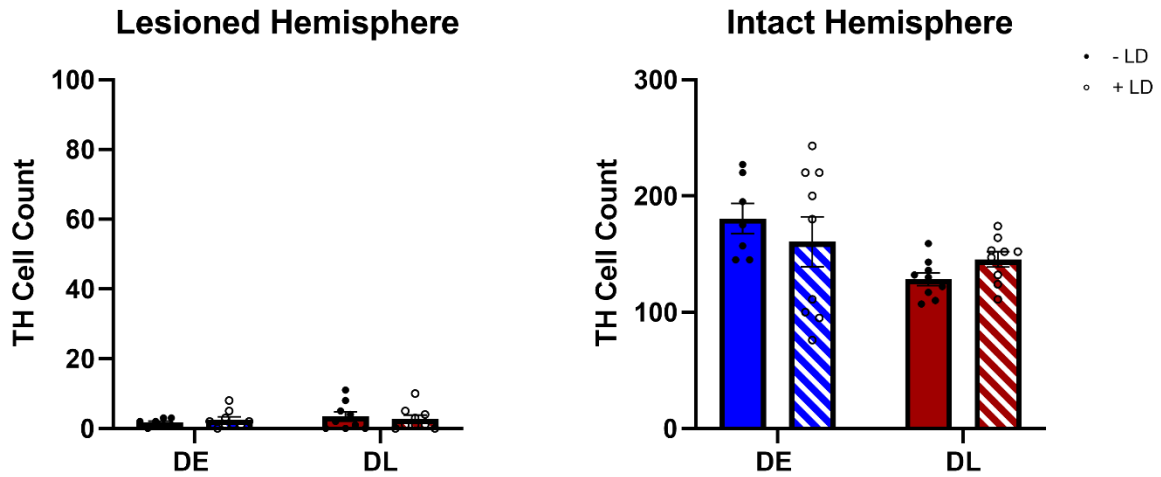 Lesioned Hemisphere
TH Cell Count
100
80
60
40
20
0
DE DL
Intact Hemisphere
- LD
+ LD
TH Cell Count
300
200
100
0
DE DL